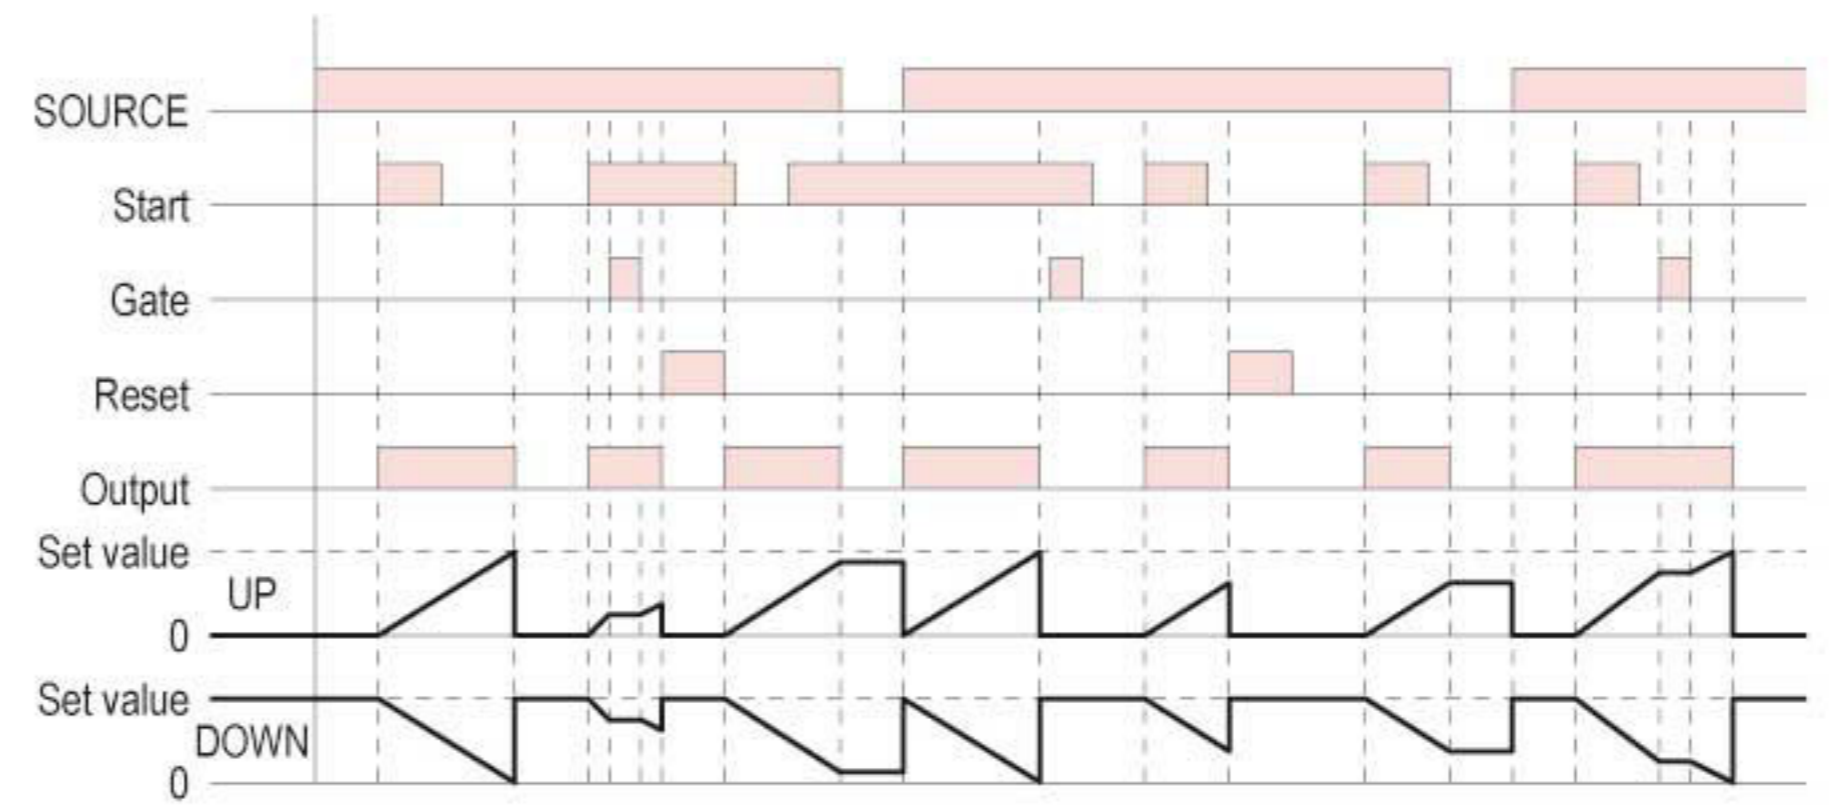 SOURCE
Start
Gate
Reset
Output
Set value
UP
0
Set value
DOWN
0